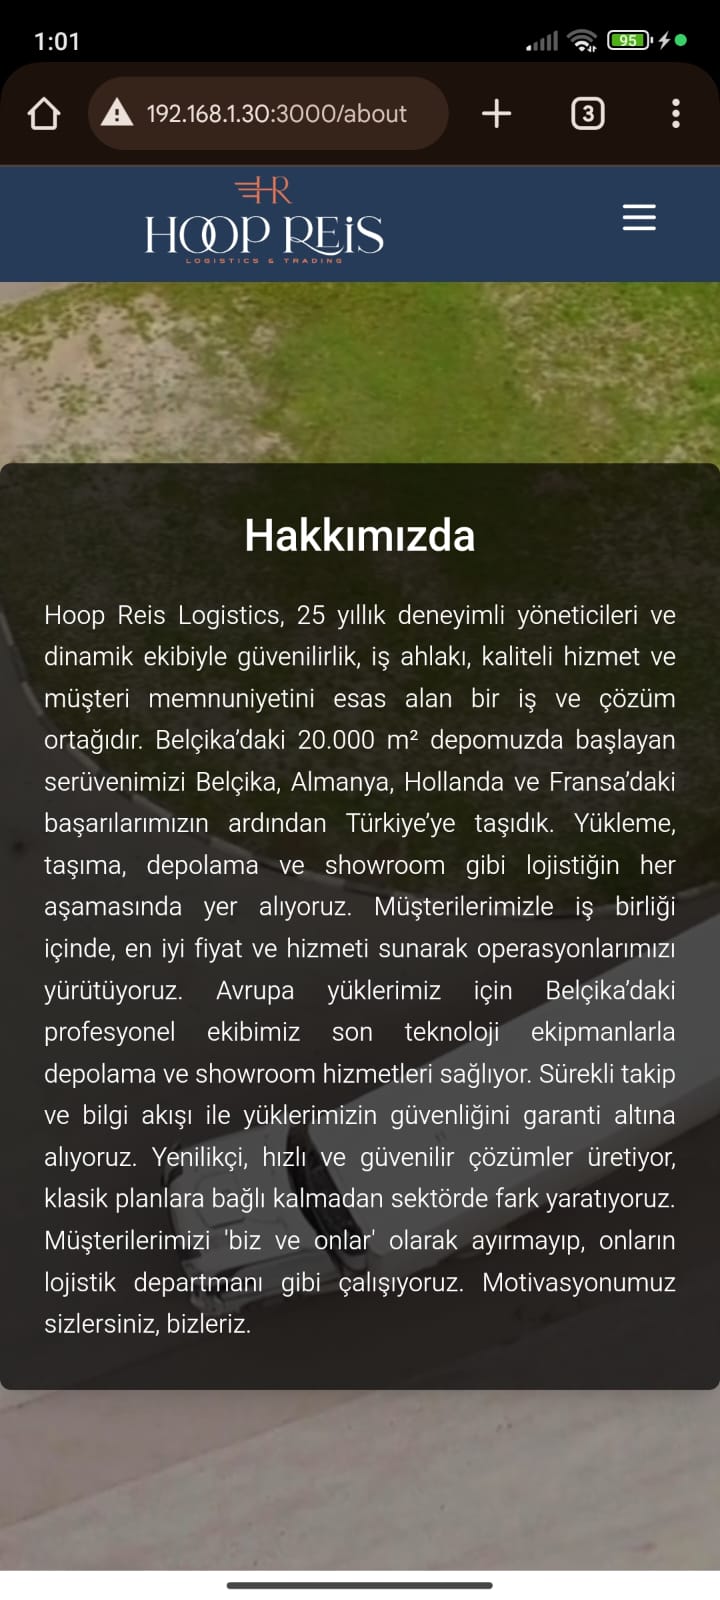 1:01
95
192.168.1.30:3000/about
3
HR
HOOP REİS
LOGISTICS & TRADING
Hakkımızda
Hoop Reis Logistics, 25 yıllık deneyimli yöneticileri ve
dinamik ekibiyle güvenilirlik, iş ahlakı, kaliteli hizmet ve
müşteri memnuniyetini esas alan bir iş ve çözüm
ortağıdır. Belçika’daki 20.000 m² depomuzda başlayan
serüvenimizi Belçika, Almanya, Hollanda ve Fransa’daki
başarılarımızın ardından Türkiye’ye taşıdık. Yükleme,
taşıma, depolama ve showroom gibi lojistiğin her
aşamasında yer alıyoruz. Müşterilerimizle iş birliği
içinde, en iyi fiyat ve hizmeti sunarak operasyonlarımızı
yürütüyoruz. Avrupa yüklerimiz için Belçika’daki
profesyonel ekibimiz son teknoloji ekipmanlarla
depolama ve showroom hizmetleri sağlıyor. Sürekli takip
ve bilgi akışı ile yüklerimizin güvenliğini garanti altına
alıyoruz. Yenilikçi, hızlı ve güvenilir çözümler üretiyor,
klasik planlara bağlı kalmadan sektörde fark yaratıyoruz.
Müşterilerimizi 'biz ve onlar' olarak ayırmayıp, onların
lojistik departmanı gibi çalışıyoruz. Motivasyonumuz
sizlersiniz, bizleriz.